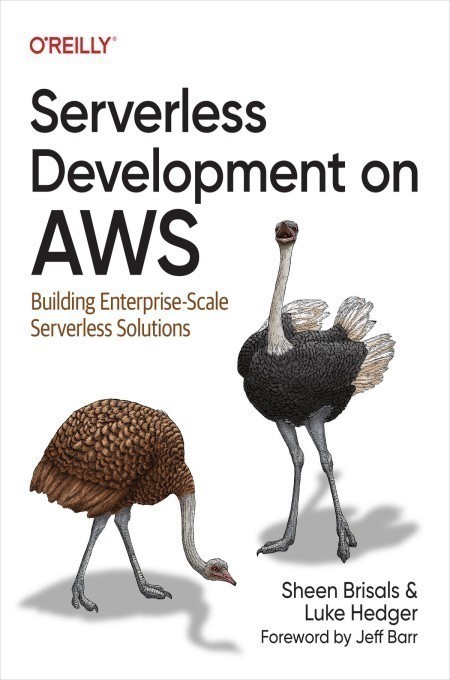 O'REILLY®
Serverless
Development on
AWS
Building Enterprise-Scale
Serverless Solutions
Sheen Brisals &
Luke Hedger
Foreword by Jeff Barr